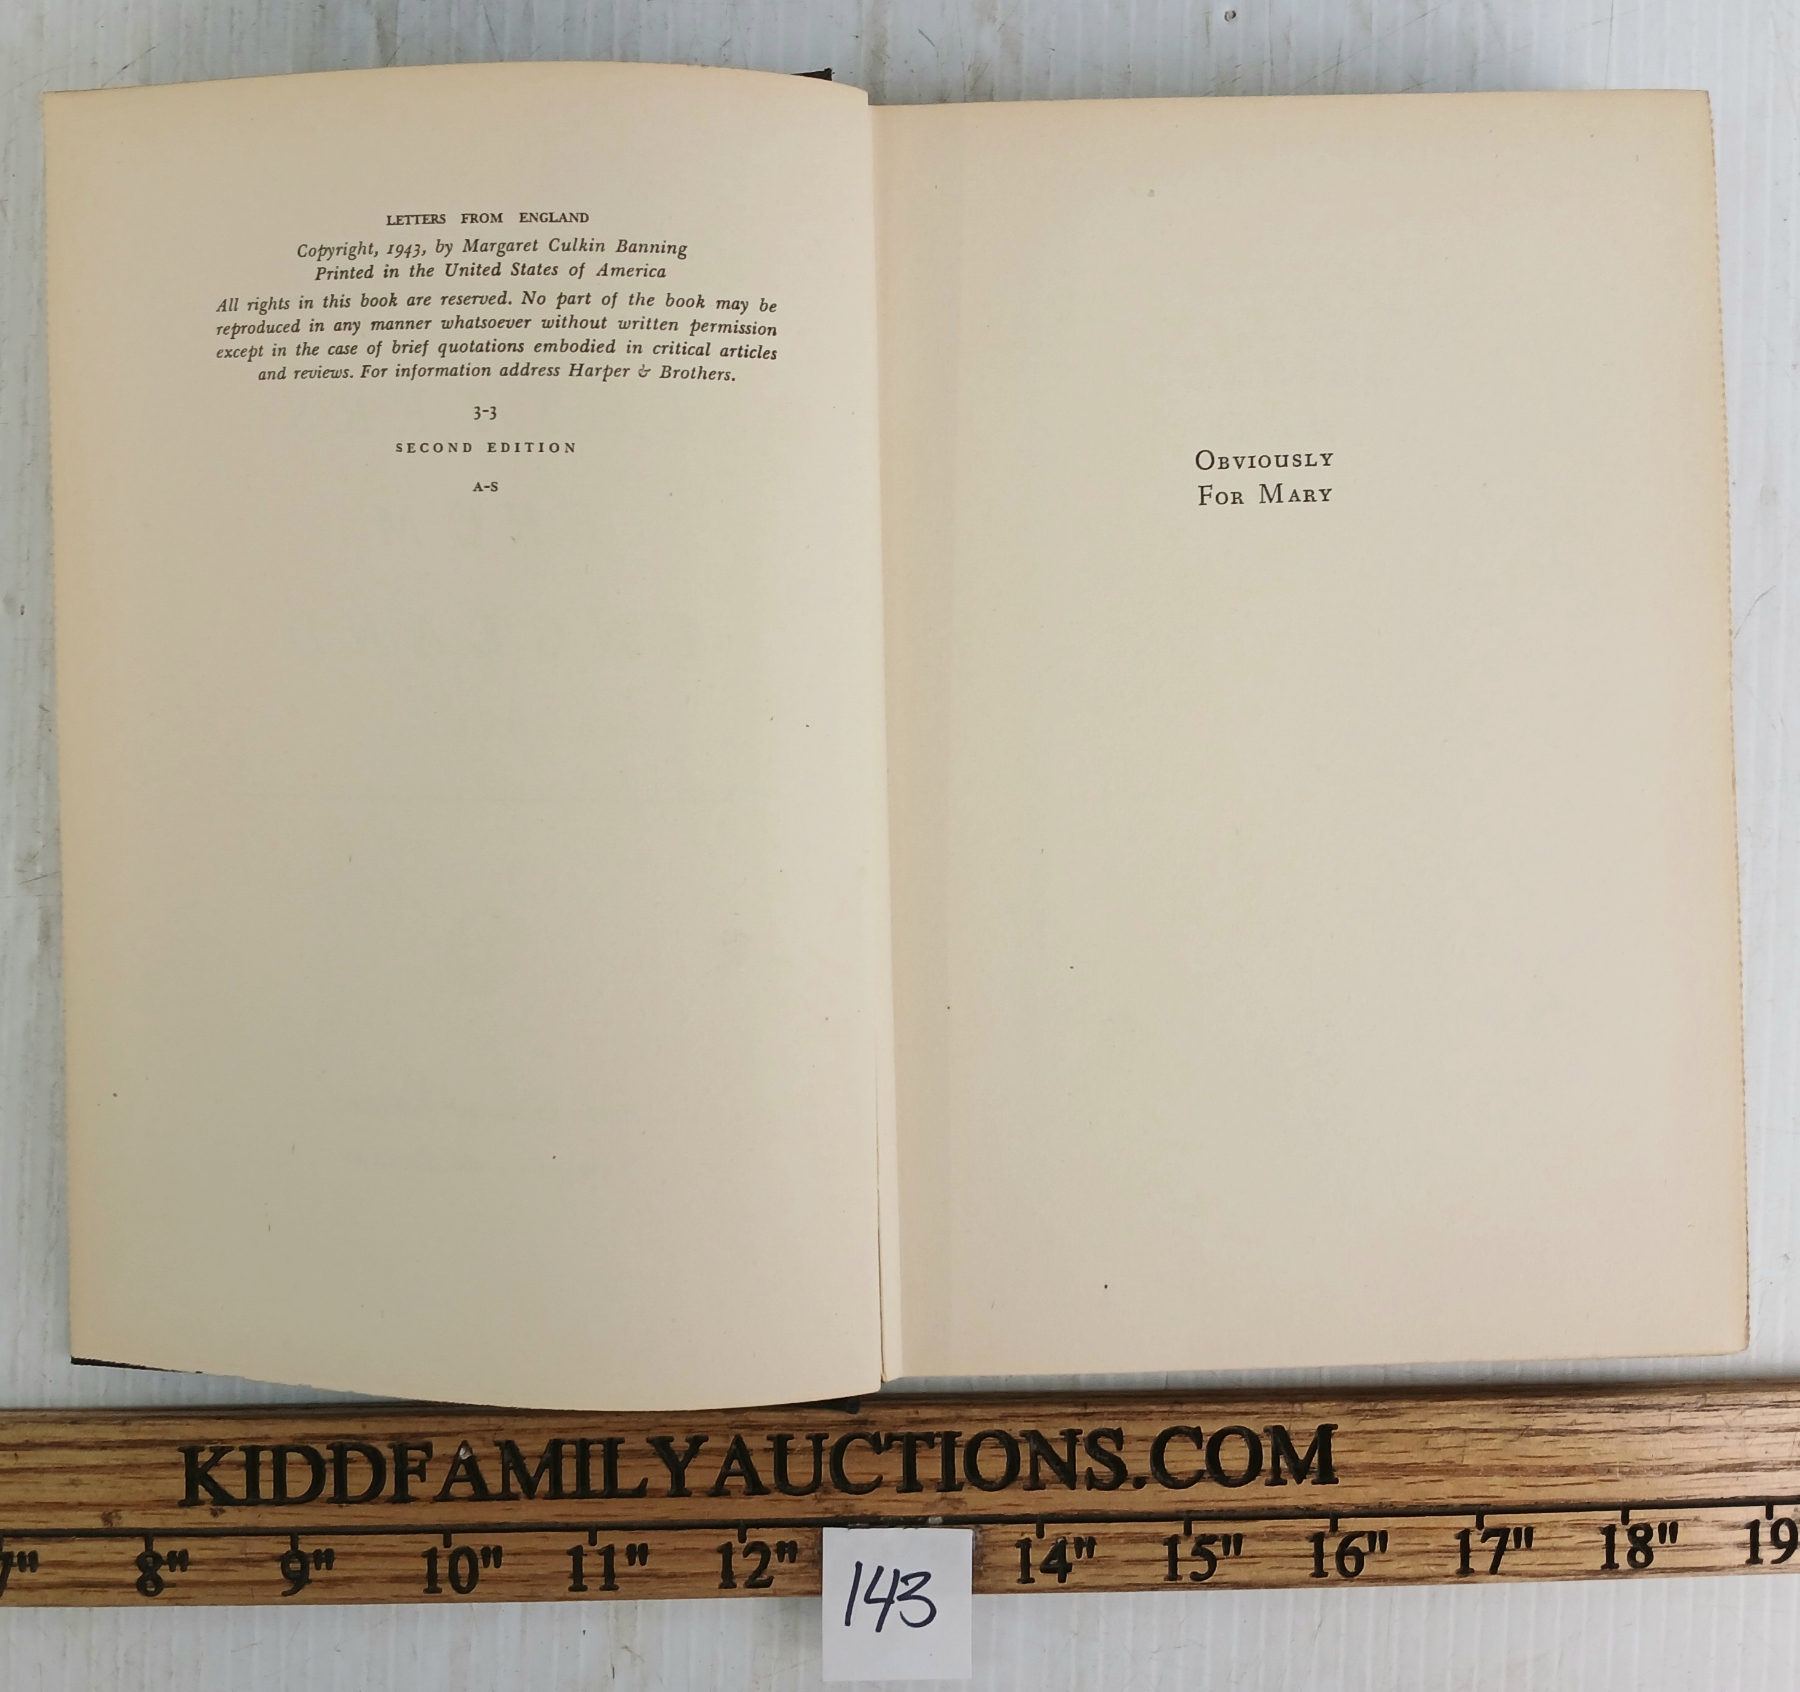 LETTERS FROM ENGLAND
Copyright, 1943, by Margaret Culkin Banning
Printed in the United States of America
All rights in this book are reserved. No part of the book may be
reproduced in any manner whatsoever without written permission
except in the case of brief quotations embodied in critical articles
and reviews. For information address Harper & Brothers.
3-3
SECOND EDITION
A-S
OBVIOUSLY
FOR MARY
KIDDFAMILYAUCTIONS.COM
7" 8" 9" 10" 11" 12" 14" 15" 16" 17" 18" 19
143